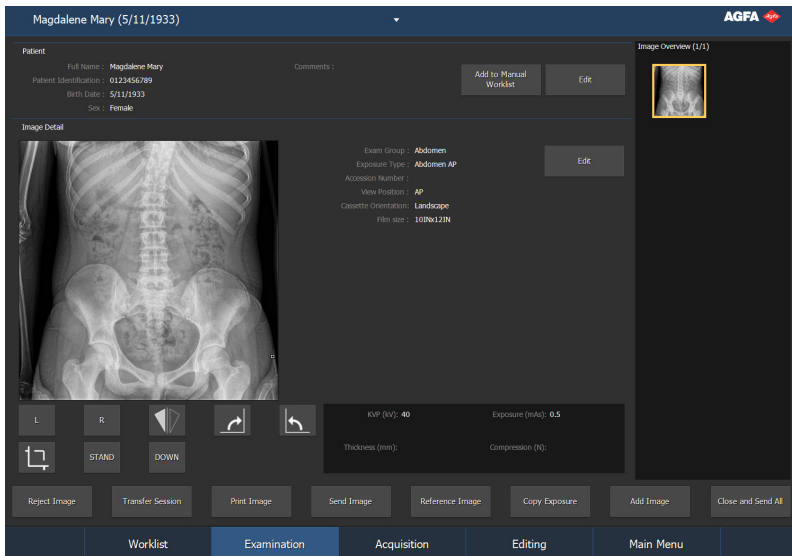 Magdalene Mary (5/11/1933)
AGFA
Agfa
Patient
Full Name : Magdalene Mary
Comments :
Patient Identification : 0123456789
Birth Date : 5/11/1933
Sex : Female
Add to Manual
Worklist
Edit
Image Overview (1/1)
Image Detail
Exam Group : Abdomen
Exposure Type : Abdomen AP
Accession Number :
View Position : AP
Cassette Orientation: Landscape
Film size : 10INx12IN
Edit
L
R
STAND
DOWN
KVP (kV): 40
Exposure (mAs): 0.5
Thickness (mm):
Compression (N):
Reject Image
Transfer Session
Print Image
Send Image
Reference Image
Copy Exposure
Add Image
Close and Send All
Worklist
Examination
Acquisition
Editing
Main Menu